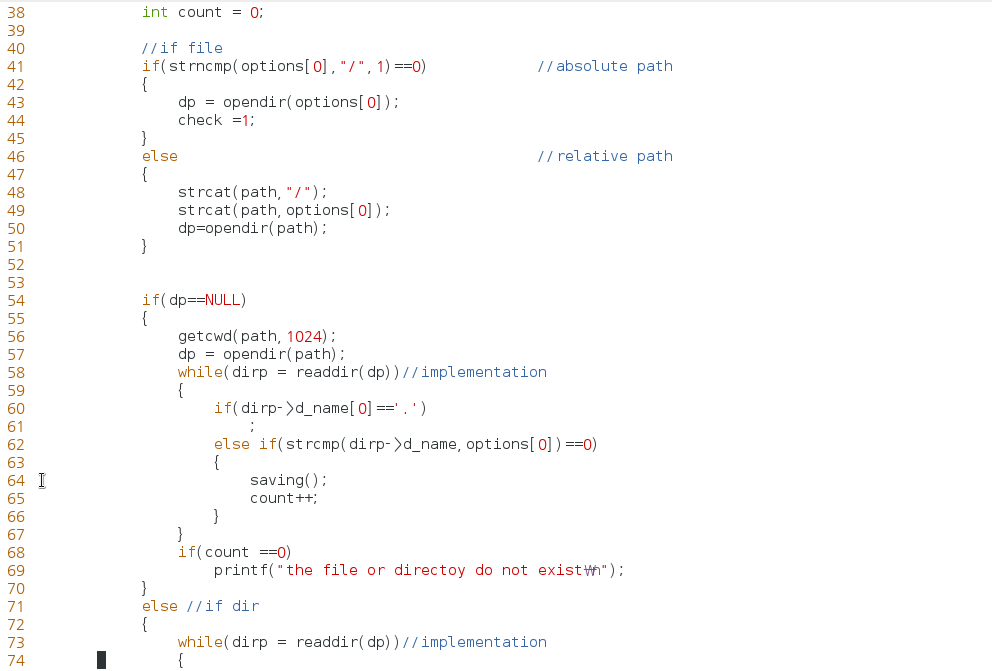 38 int count = 0;
39
40 //if file
41 if(strncmp(options[0],"/",1)==0) //absolute path
42 {
43 dp = opendir(options[0]);
44 check =1;
45 }
46 else //relative path
47 {
48 strcat(path,"/");
49 strcat(path,options[0]);
50 dp=opendir(path);
51 }
52
53
54 if(dp==NULL)
55 {
56 getcwd(path,1024);
57 dp = opendir(path);
58 while(dirp = readdir(dp))//implementation
59 {
60 if(dirp->d_name[0]=='.')
61 ;
62 else if(strcmp(dirp->d_name,options[0])==0)
63 {
64 saving();
65 count++;
66 }
67 }
68 if(count ==0)
69 printf("the file or directoy do not exist₩n");
70 }
71 else //if dir
72 {
73 while(dirp = readdir(dp))//implementation
74 {